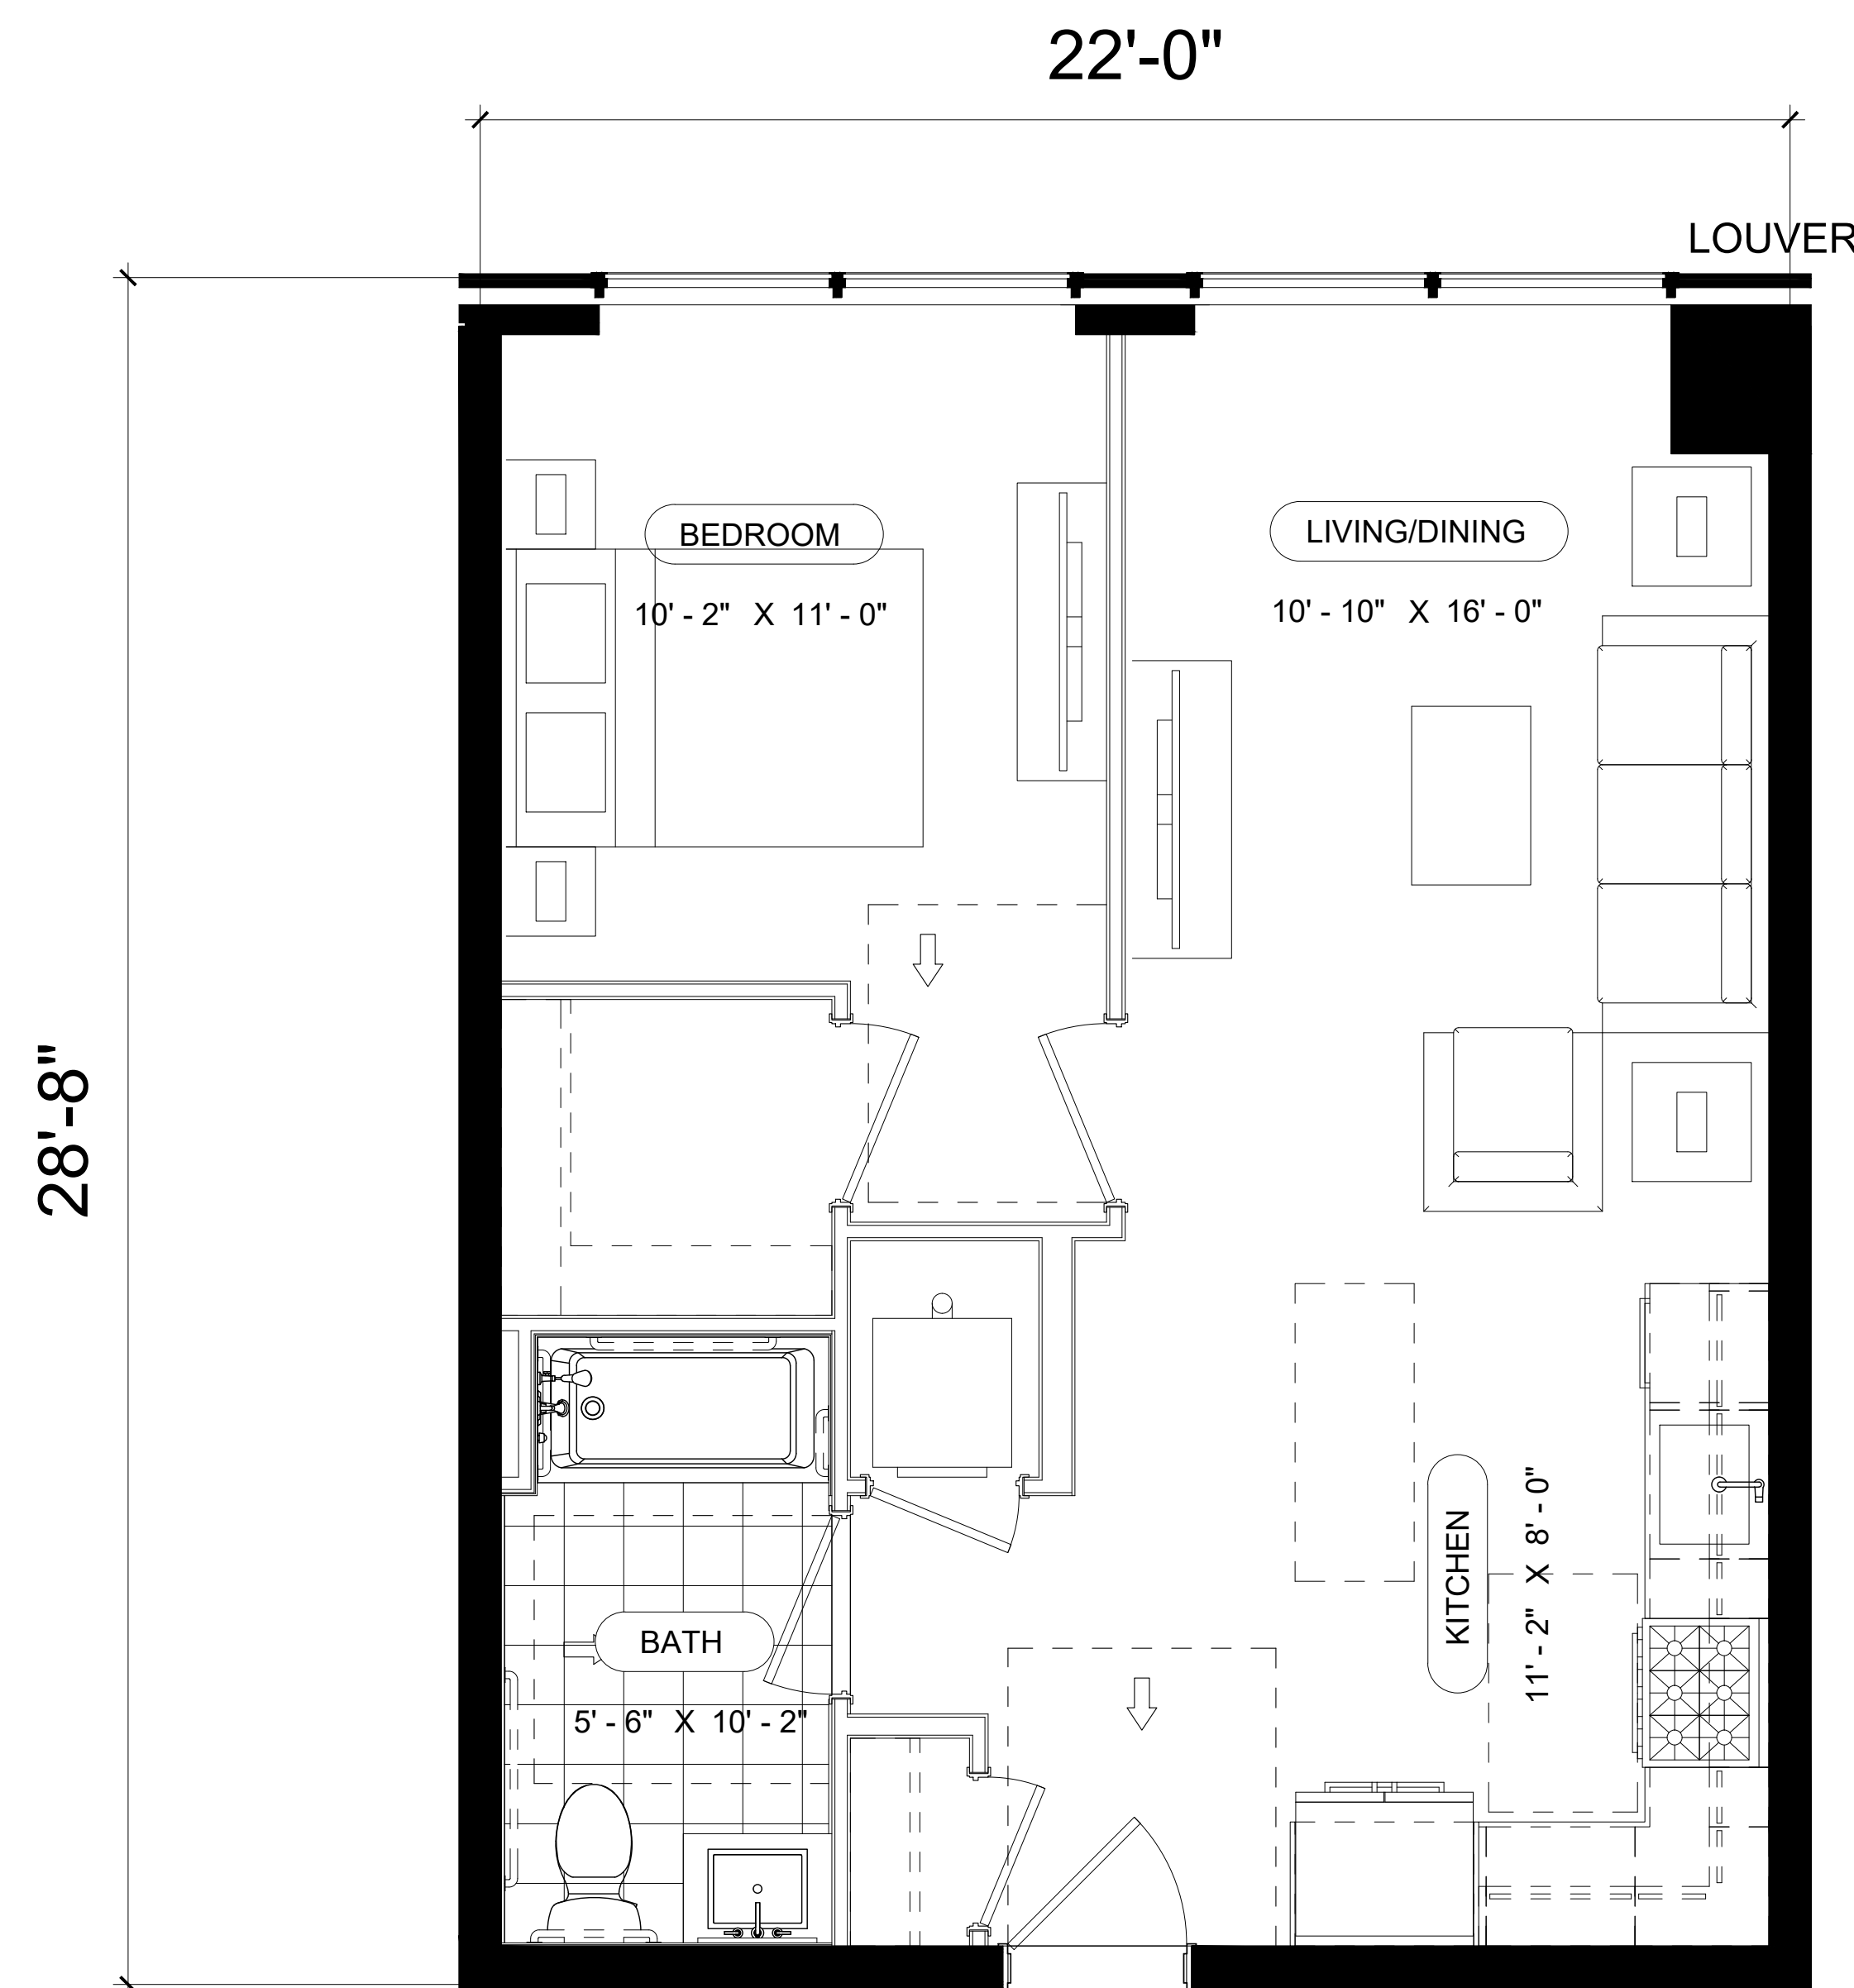 22'-0"
LOUVER
BEDROOM
LIVING/DINING
10' - 2" X 11' - 0"
10' - 10" X 16' - 0"
28'-8"
KITCHEN
11' - 2" X 8' - 0"
BATH
5' - 6" X 10' - 2"